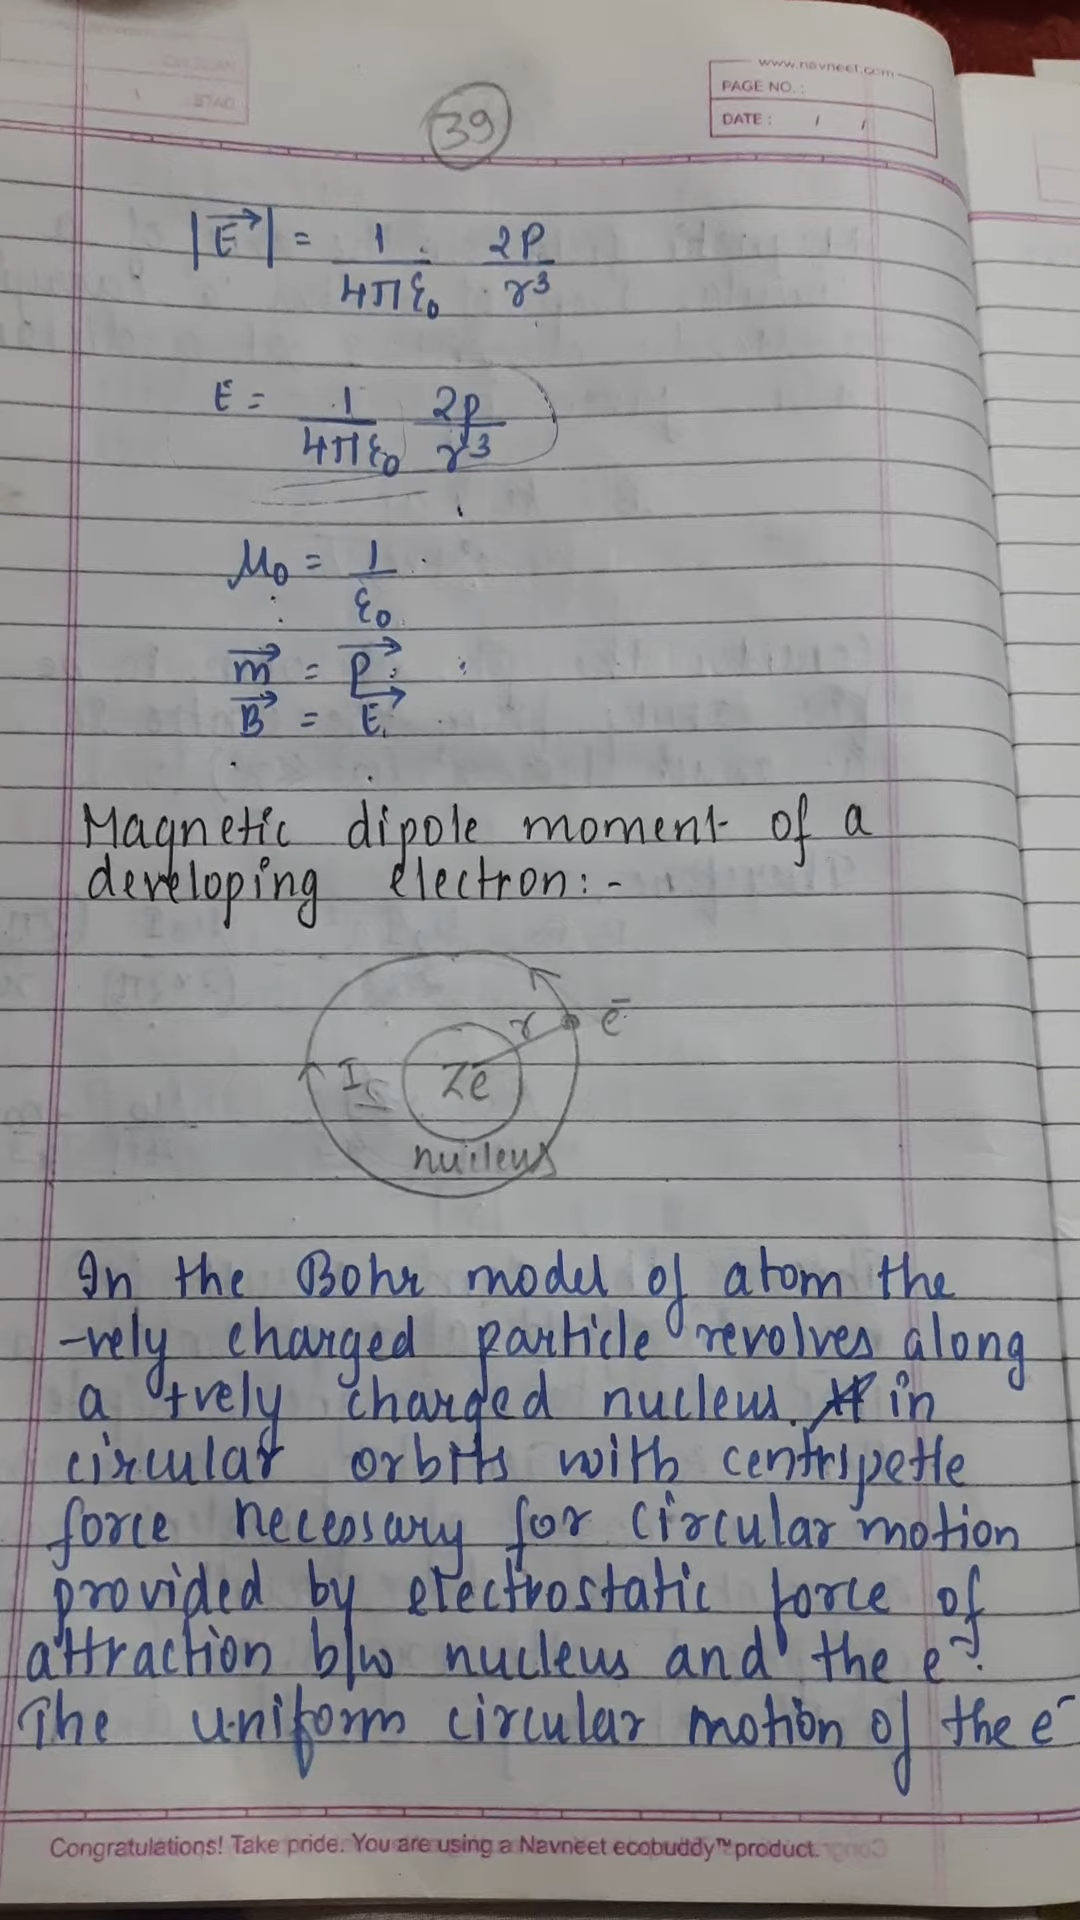 www.navneet.com
PAGE NO. :
DATE : / /
39
|E⃗| = 1/4πε₀ · 2P/r³
E = 1/4πε₀ 2p/r³
μ₀ = 1/ε₀
m⃗ = p⃗
B⃗ = E⃗
Magnetic dipole moment of a
developing electron:-
r e⁻
I Ze
nucleus
In the Bohr model of atom the
-vely charged particle revolves along
a +vely charged nucleus. in
circular orbits with centripetle
force necessary for circular motion
provided by electrostatic force of
attraction b/w nucleus and the e⁻.
The uniform circular motion of the e⁻
Congratulations! Take pride. You are using a Navneet ecobuddy™ product.